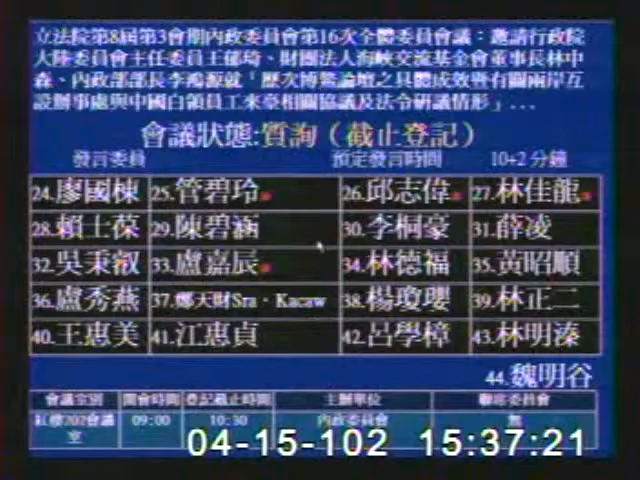 立法院第8屆第3會期內政委員會第16次全體委員會議：邀請行政院
大陸委員會主任委員王郁琦、財團法人海峽交流基金會董事長林中
森、內政部部長李鴻源就「歷次博鰲論壇之具體成效暨有關兩岸互
設辦事處與中國白領員工來臺相關協議及法令研議情形」...
會議狀態:質詢（截止登記）
發言委員 預定發言時間 10+2 分鐘
24.廖國棟 25.管碧玲 26.邱志偉 27.林佳龍
28.賴士葆 29.陳碧涵 30.李桐豪 31.薛凌
32.吳秉叡 33.盧嘉辰 34.林德福 35.黃昭順
36.盧秀燕 37.鄭天財Sra．Kacaw 38.楊瓊瓔 39.林正二
40.王惠美 41.江惠貞 42.呂學樟 43.林明溱
44.魏明谷
會議室別 開會時間 登記截止時間 主辦單位 聯席委員會
紅樓202會議室 09:00 10:30 內政委員會 無
04-15-102 15:37:21